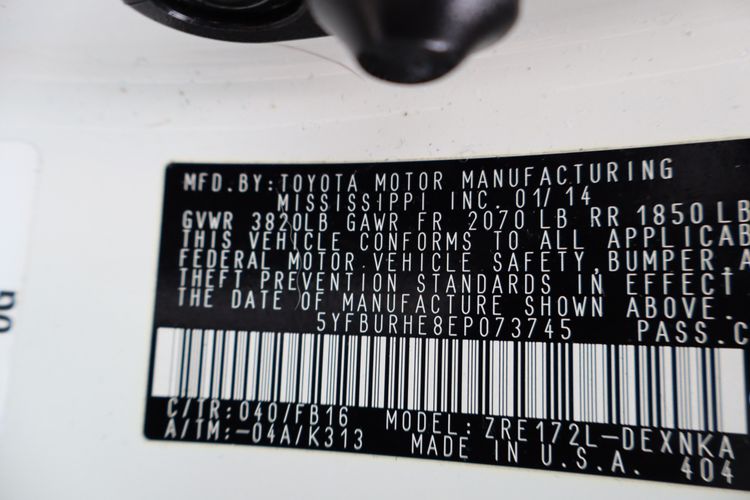 MFD.BY:TOYOTA MOTOR MANUFACTURING
MISSISSIPPI INC. 01/14
GVWR 3820LB GAWR FR 2070 LB RR 1850 LB
THIS VEHICLE CONFORMS TO ALL APPLICAB
FEDERAL MOTOR VEHICLE SAFETY,BUMPER,A
THEFT PREVENTION STANDARDS IN EFFECT
THE DATE OF MANUFACTURE SHOWN ABOVE.
5YFBURHE8EP073745 PASS.C
C/TR:040/FB16 MODEL:ZRE172L-DEXNKA
A/TM:-04A/K313 MADE IN U.S.A. 404